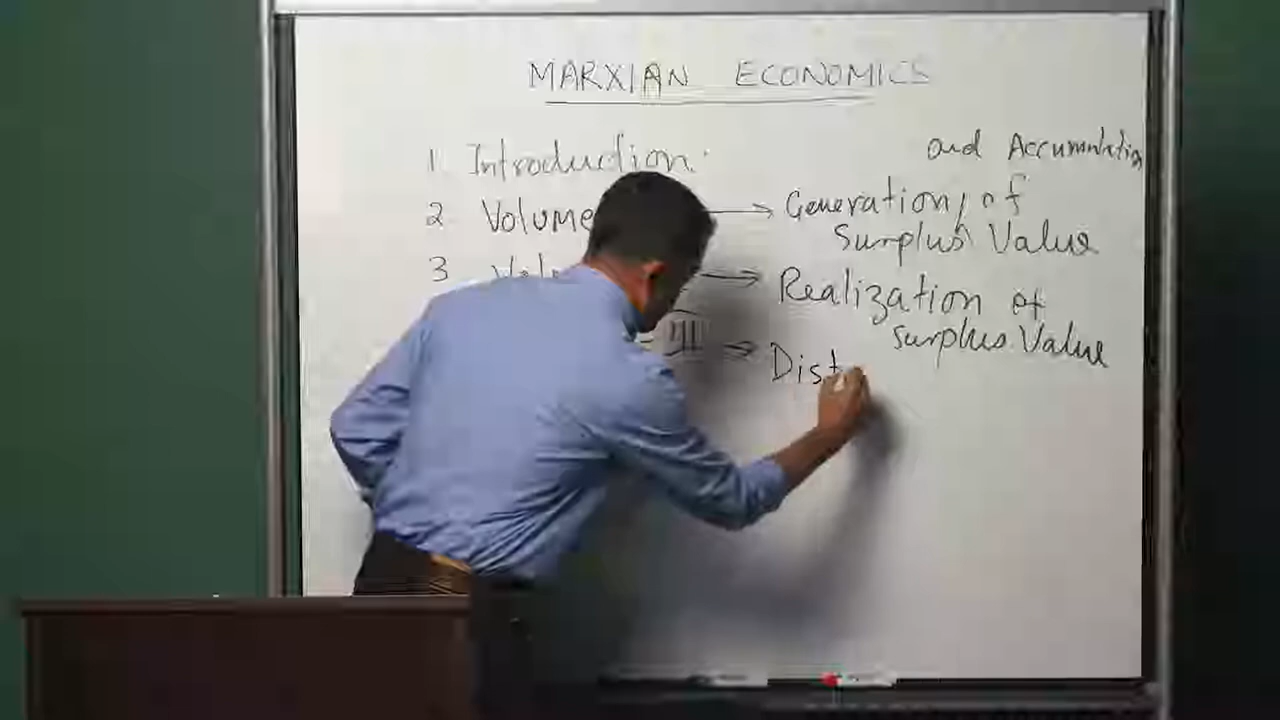 MARXIAN ECONOMICS
1. Introduction:
and Accumulation
2. Volume → Generation, of
Surplus Value
3 → Realization of
Surplus Value
III → Dist